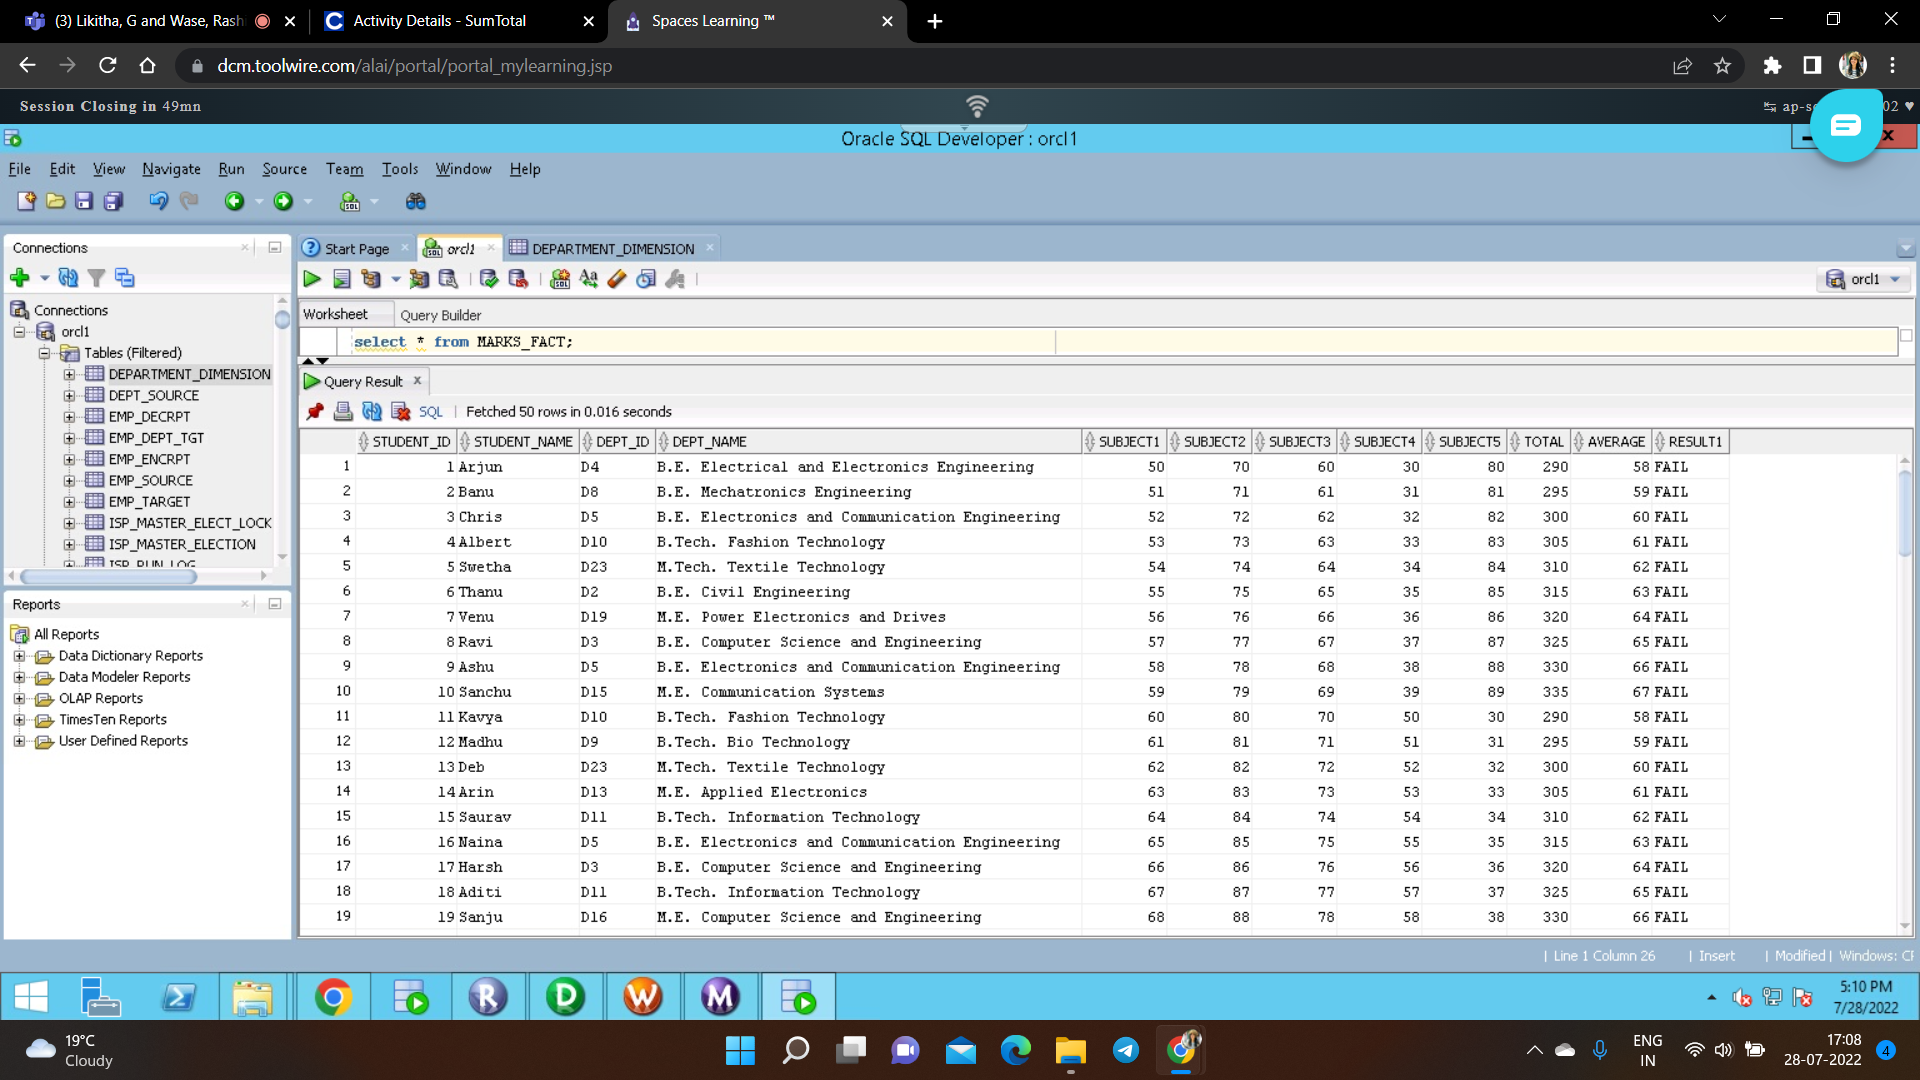 (3) Likitha, G and Wase, Rash
Activity Details - SumTotal
Spaces Learning ™
dcm.toolwire.com/alai/portal/portal_mylearning.jsp
Session Closing in 49mn
02
Oracle SQL Developer : orcl1
File Edit View Navigate Run Source Team Tools Window Help
Connections
Start Page
orcl1
DEPARTMENT_DIMENSION
orcl1
Worksheet
Query Builder
select * from MARKS_FACT;
Connections
orcl1
Tables (Filtered)
DEPARTMENT_DIMENSION
DEPT_SOURCE
EMP_DECRPT
EMP_DEPT_TGT
EMP_ENCRPT
EMP_SOURCE
EMP_TARGET
ISP_MASTER_ELECT_LOCK
ISP_MASTER_ELECTION
ISP_RUN_LOG
Reports
All Reports
Data Dictionary Reports
Data Modeler Reports
OLAP Reports
TimesTen Reports
User Defined Reports
Query Result
SQL | Fetched 50 rows in 0.016 seconds
STUDENT_ID STUDENT_NAME DEPT_ID DEPT_NAME SUBJECT1 SUBJECT2 SUBJECT3 SUBJECT4 SUBJECT5 TOTAL AVERAGE RESULT1
1 1 Arjun D4 B.E. Electrical and Electronics Engineering 50 70 60 30 80 290 58 FAIL
2 2 Banu D8 B.E. Mechatronics Engineering 51 71 61 31 81 295 59 FAIL
3 3 Chris D5 B.E. Electronics and Communication Engineering 52 72 62 32 82 300 60 FAIL
4 4 Albert D10 B.Tech. Fashion Technology 53 73 63 33 83 305 61 FAIL
5 5 Swetha D23 M.Tech. Textile Technology 54 74 64 34 84 310 62 FAIL
6 6 Thanu D2 B.E. Civil Engineering 55 75 65 35 85 315 63 FAIL
7 7 Venu D19 M.E. Power Electronics and Drives 56 76 66 36 86 320 64 FAIL
8 8 Ravi D3 B.E. Computer Science and Engineering 57 77 67 37 87 325 65 FAIL
9 9 Ashu D5 B.E. Electronics and Communication Engineering 58 78 68 38 88 330 66 FAIL
10 10 Sanchu D15 M.E. Communication Systems 59 79 69 39 89 335 67 FAIL
11 11 Kavya D10 B.Tech. Fashion Technology 60 80 70 50 30 290 58 FAIL
12 12 Madhu D9 B.Tech. Bio Technology 61 81 71 51 31 295 59 FAIL
13 13 Deb D23 M.Tech. Textile Technology 62 82 72 52 32 300 60 FAIL
14 14 Arin D13 M.E. Applied Electronics 63 83 73 53 33 305 61 FAIL
15 15 Saurav D11 B.Tech. Information Technology 64 84 74 54 34 310 62 FAIL
16 16 Naina D5 B.E. Electronics and Communication Engineering 65 85 75 55 35 315 63 FAIL
17 17 Harsh D3 B.E. Computer Science and Engineering 66 86 76 56 36 320 64 FAIL
18 18 Aditi D11 B.Tech. Information Technology 67 87 77 57 37 325 65 FAIL
19 19 Sanju D16 M.E. Computer Science and Engineering 68 88 78 58 38 330 66 FAIL
| Line 1 Column 26 | Insert | Modified | Windows: CF
5:10 PM
7/28/2022
19°C
Cloudy
ENG
IN
17:08
28-07-2022
4